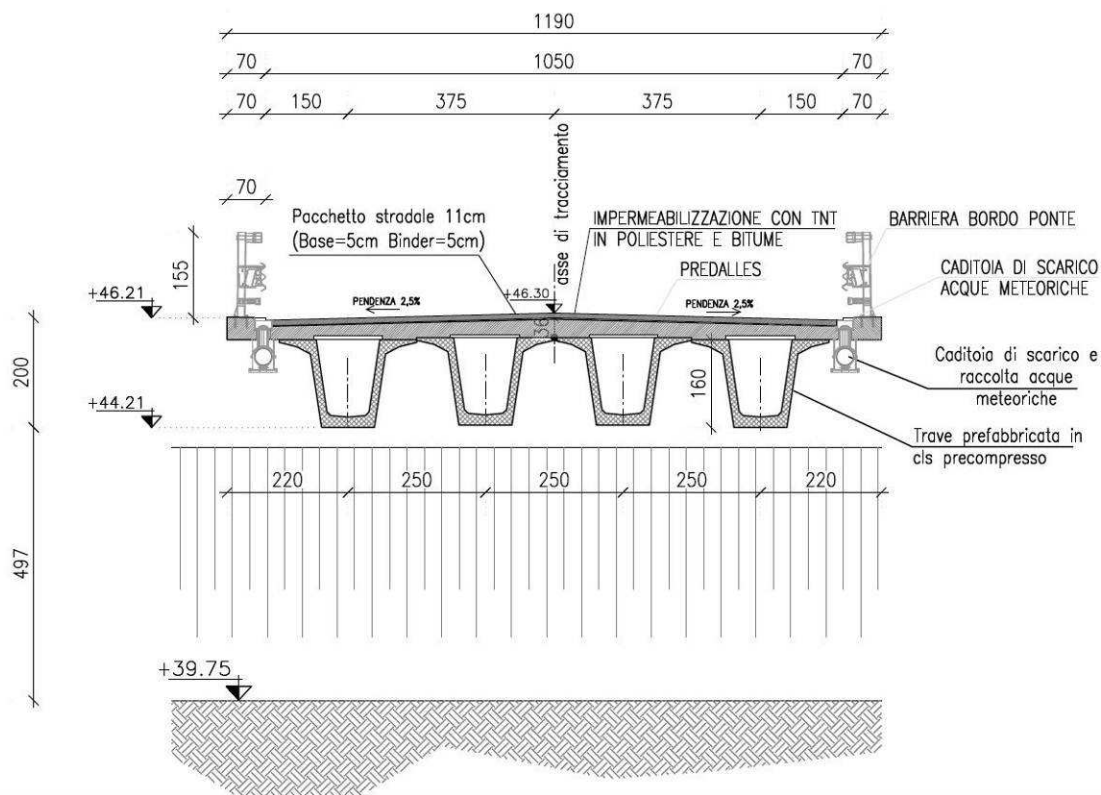 1190
70 1050 70
70 150 375 375 150 70
asse di tracciamento
70
Pacchetto stradale 11cm
(Base=5cm Binder=5cm)
IMPERMEABILIZZAZIONE CON TNT
IN POLIESTERE E BITUME
BARRIERA BORDO PONTE
155
PREDALLES
CADITOIA DI SCARICO
ACQUE METEORICHE
+46.21
PENDENZA 2,5%
+46.30
PENDENZA 2,5%
36
200
Caditoia di scarico e
raccolta acque
meteoriche
160
+44.21
Trave prefabbricata in
cls precompresso
220 250 250 250 220
497
+39.75